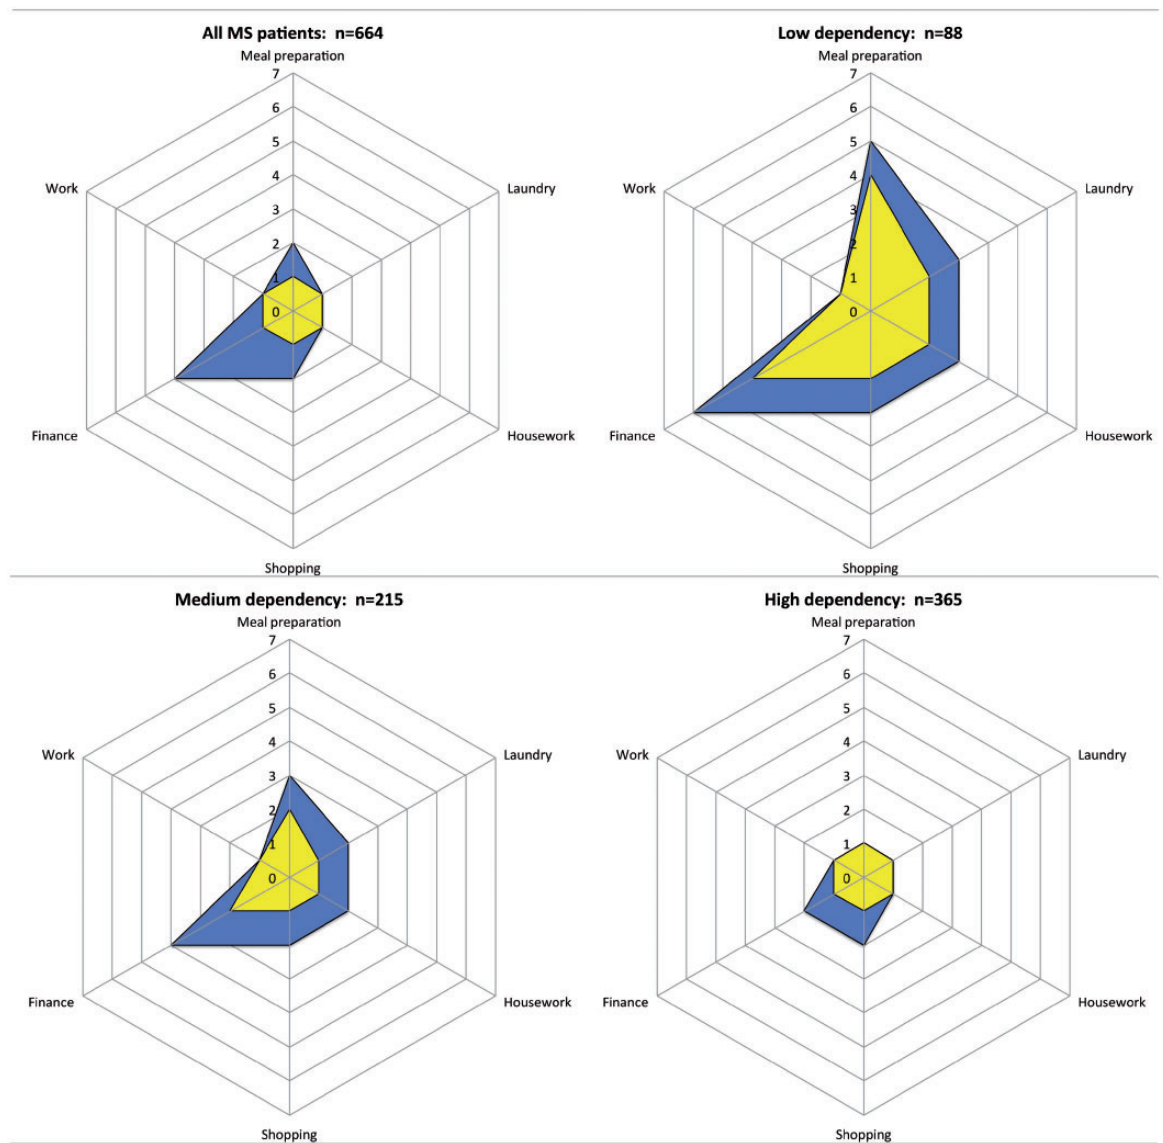 All MS patients: n=664
Meal preparation
7
6
5
4
3
2
1
0
Work
Laundry
Finance
Housework
Shopping
Low dependency: n=88
Meal preparation
7
6
5
4
3
2
1
0
Work
Laundry
Finance
Housework
Shopping
Medium dependency: n=215
Meal preparation
7
6
5
4
3
2
1
0
Work
Laundry
Finance
Housework
Shopping
High dependency: n=365
Meal preparation
7
6
5
4
3
2
1
0
Work
Laundry
Finance
Housework
Shopping